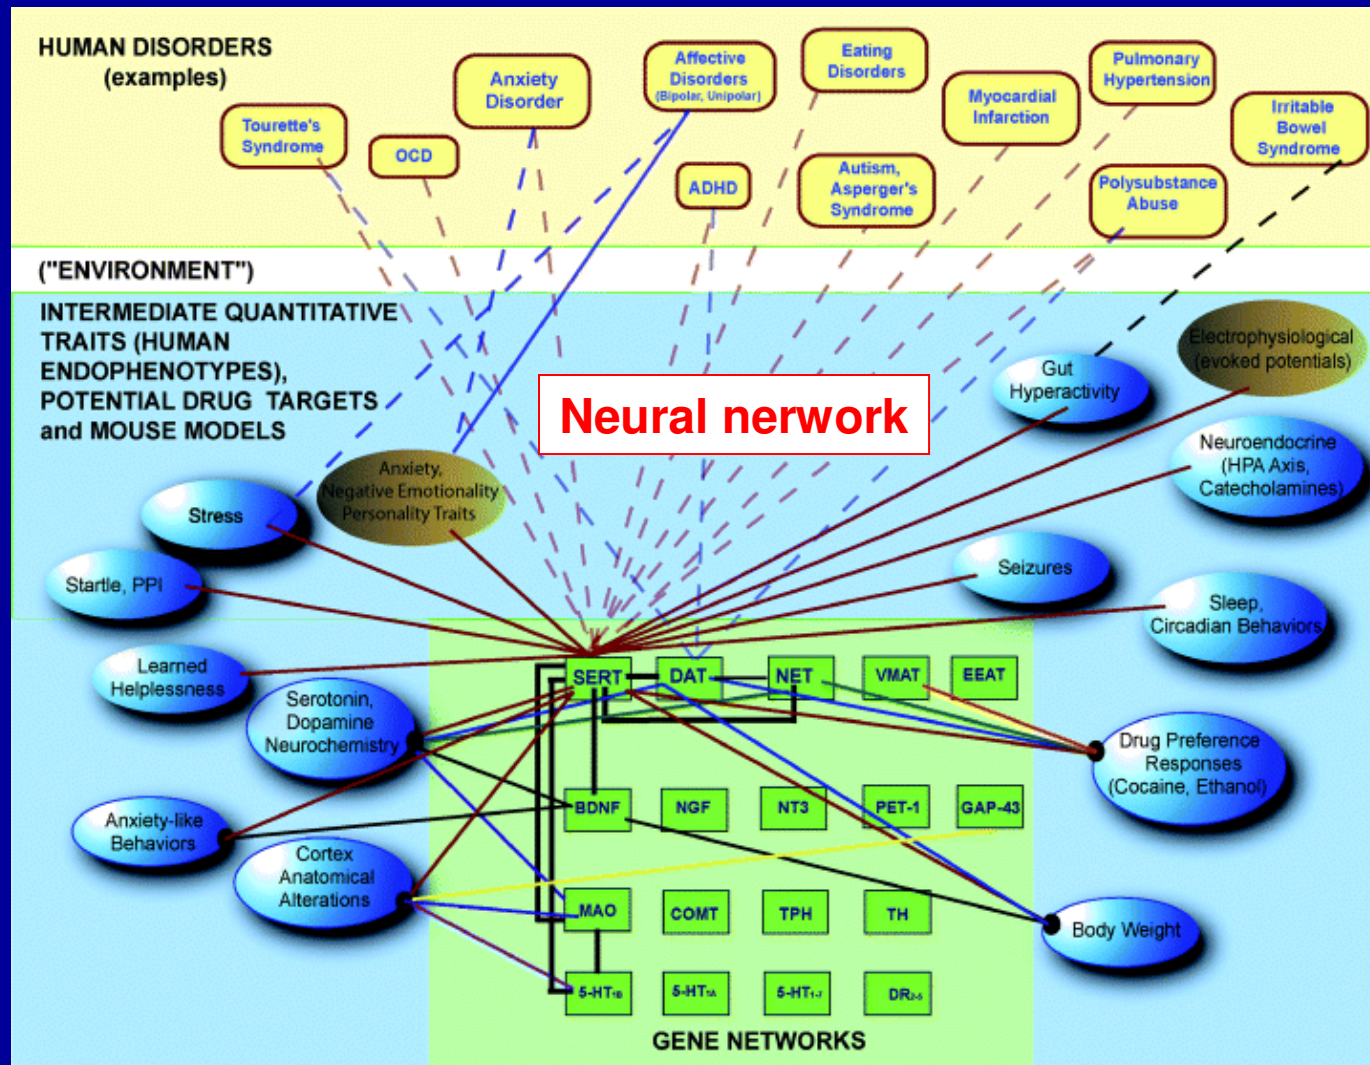 HUMAN DISORDERS
(examples)
Tourette's
Syndrome
OCD
Anxiety
Disorder
Affective
Disorders
(Bipolar, Unipolar)
ADHD
Eating
Disorders
Autism,
Asperger's
Syndrome
Myocardial
Infarction
Pulmonary
Hypertension
Polysubstance
Abuse
Irritable
Bowel
Syndrome
("ENVIRONMENT")
INTERMEDIATE QUANTITATIVE
TRAITS (HUMAN
ENDOPHENOTYPES),
POTENTIAL DRUG TARGETS
and MOUSE MODELS
Neural nerwork
Gut
Hyperactivity
Electrophysiological
(evoked potentials)
Neuroendocrine
(HPA Axis,
Catecholamines)
Anxiety,
Negative Emotionality
Personality Traits
Stress
Startle, PPI
Seizures
Sleep,
Circadian Behaviors
Learned
Helplessness
Serotonin,
Dopamine
Neurochemistry
Anxiety-like
Behaviors
Cortex
Anatomical
Alterations
Drug Preference
Responses
(Cocaine, Ethanol)
Body Weight
SERT
DAT
NET
VMAT
EEAT
BDNF
NGF
NT3
PET-1
GAP-43
MAO
COMT
TPH
TH
5-HT1B
5-HT1A
5-HT1-7
DR2-5
GENE NETWORKS